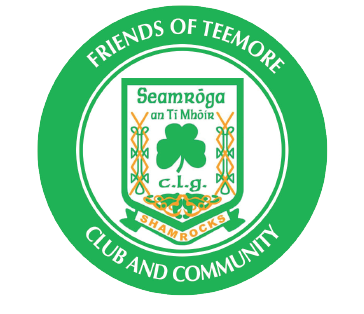 FRIENDS OF TEEMORE
Seamróga
an Tí Mhóir
c.l.g.
SHAMROCKS
CLUB AND COMMUNITY